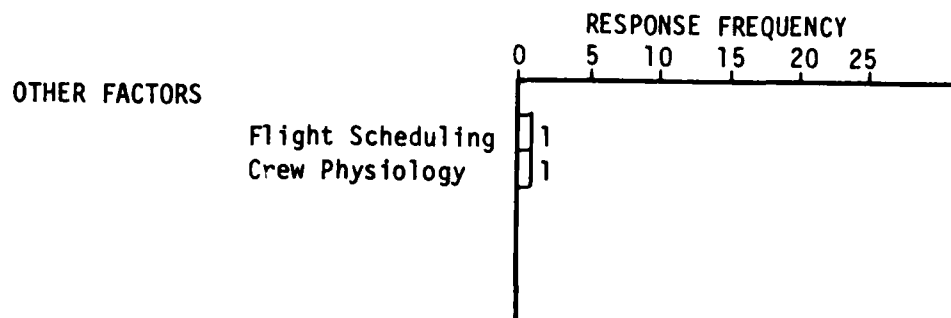 RESPONSE FREQUENCY
0 5 10 15 20 25
OTHER FACTORS
Flight Scheduling 1
Crew Physiology 1